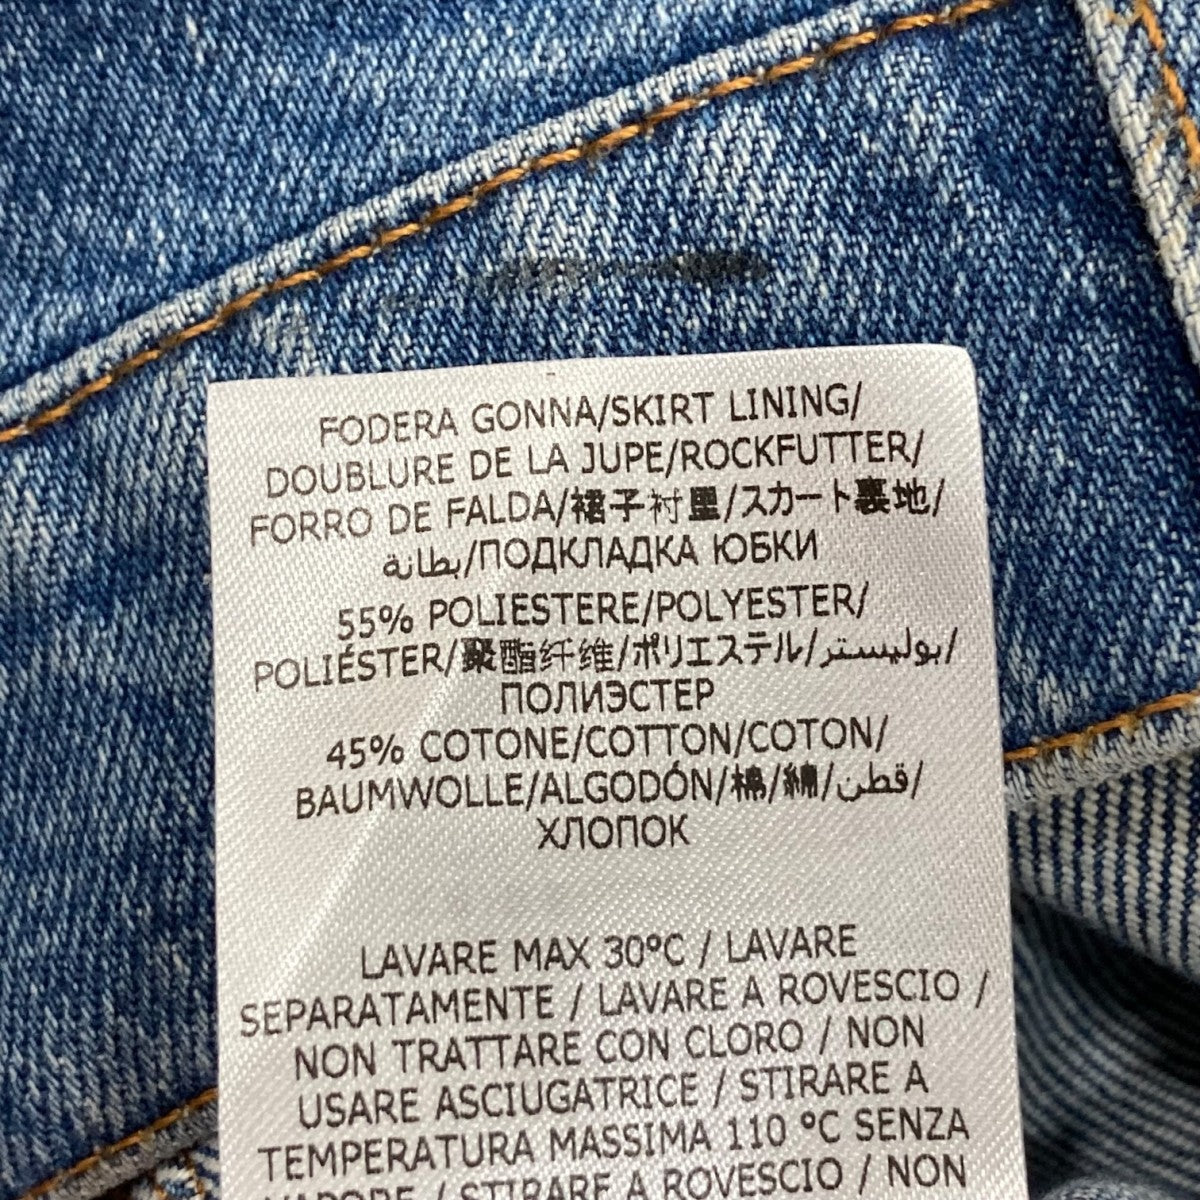 FODERA GONNA/SKIRT LINING/
DOUBLURE DE LA JUPE/ROCKFUTTER/
FORRO DE FALDA/裙子衬里/スカート裏地/
بطانة/ПОДКЛАДКА ЮБКИ
55% POLIESTERE/POLYESTER/
POLIÉSTER/聚酯纤维/ポリエステル/بوليستر/
ПОЛИЭСТЕР
45% COTONE/COTTON/COTON/
BAUMWOLLE/ALGODÓN/棉/綿/قطن/
ХЛОПОК
LAVARE MAX 30°C / LAVARE
SEPARATAMENTE / LAVARE A ROVESCIO /
NON TRATTARE CON CLORO / NON
USARE ASCIUGATRICE / STIRARE A
TEMPERATURA MASSIMA 110 °C SENZA
VAPORE / STIRARE A ROVESCIO / NON